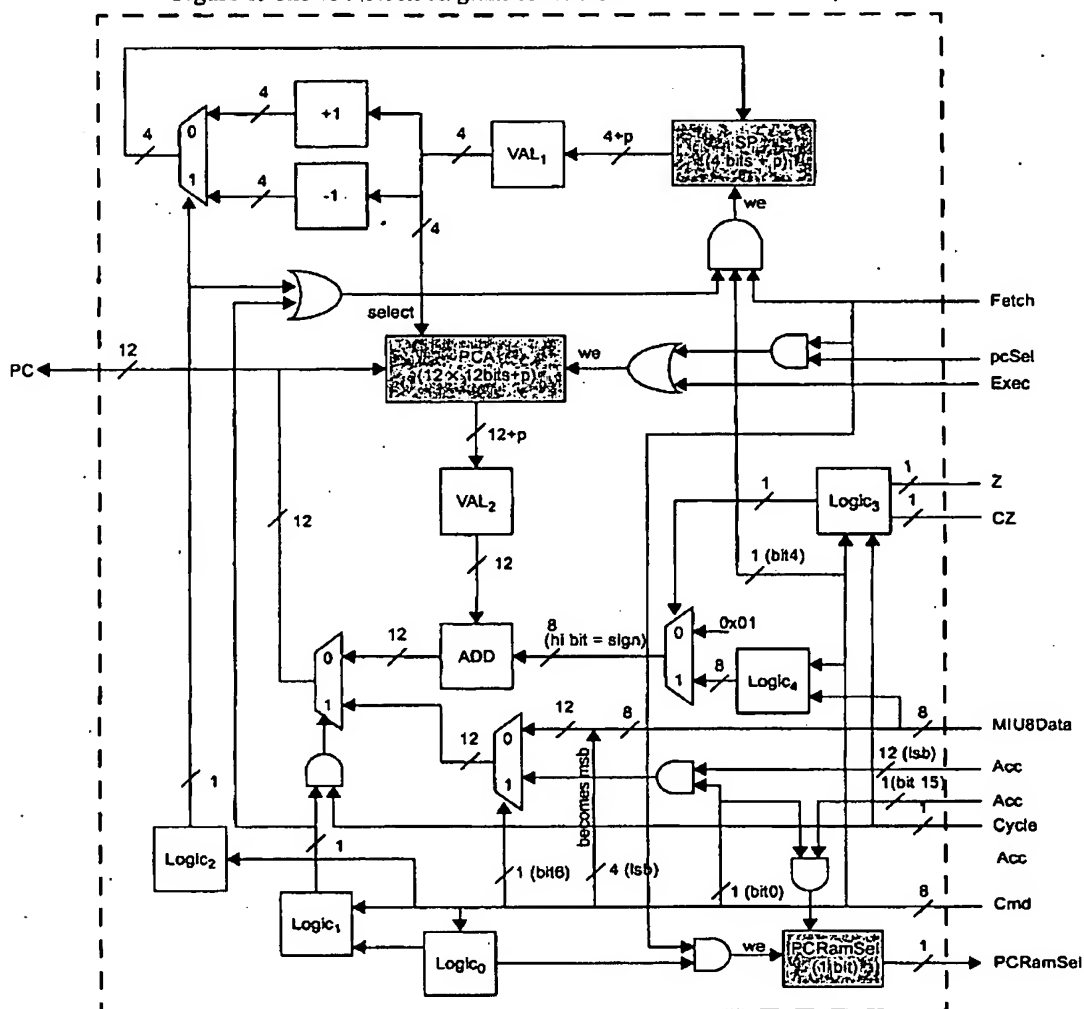 0
1
4
4
4
+1
-1
4
VAL1
4+p
SP
(4 bits + p)
we
4
select
Fetch
pcSel
Exec
PC
12
PCA
(12 × 12bits+p)
we
12+p
VAL2
12
12
1
Logic3
1
Z
1
CZ
1 (bit4)
0x01
0
1
8
(hi bit = sign)
8
Logic4
ADD
12
0
1
12
12
0
1
8
8
MIU8Data
12 (lsb)
Acc
1(bit 15)
Acc
1
Cycle
Acc
becomes msb
1
1
Logic2
Logic1
Logic0
1 (bit6)
4 (lsb)
1 (bit0)
8
Cmd
we
PCRamSel
(1 bit)
1
PCRamSel